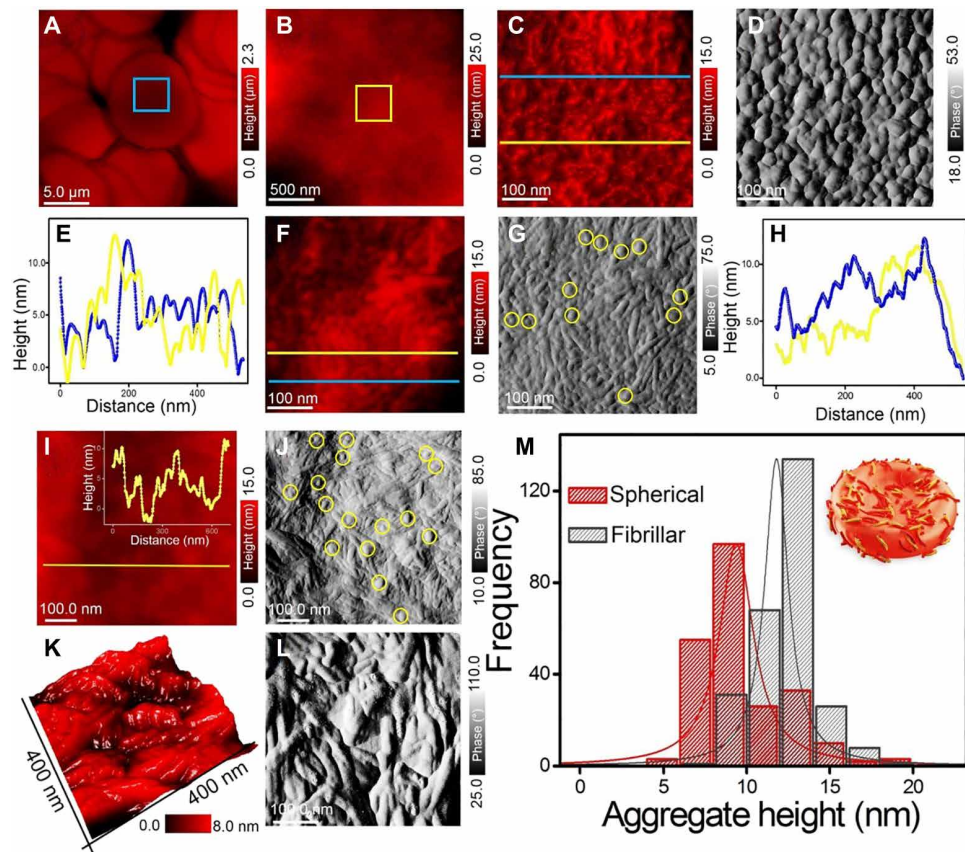 A
5.0 µm
0.0 Height (µm) 2.3
B
500 nm
0.0 Height (nm) 25.0
C
100 nm
0.0 Height (nm) 15.0
D
100 nm
18.0 Phase (°) 53.0
E
Height (nm)
10.0
5.0
0.0
0 200 400
Distance (nm)
F
100 nm
0.0 Height (nm) 15.0
G
100 nm
5.0 Phase (°) 75.0
H
Height (nm)
10.0
5.0
0.0
0 200 400
Distance (nm)
I
Height (nm)
10
5
0
0 300 600
Distance (nm)
100.0 nm
0.0 Height (nm) 15.0
J
100.0 nm
10.0 Phase (°) 85.0
K
400 nm
400 nm
0.0 8.0 nm
L
100.0 nm
25.0 Phase (°) 110.0
M
Spherical
Fibrillar
Frequency
120
80
40
0
0 5 10 15 20
Aggregate height (nm)